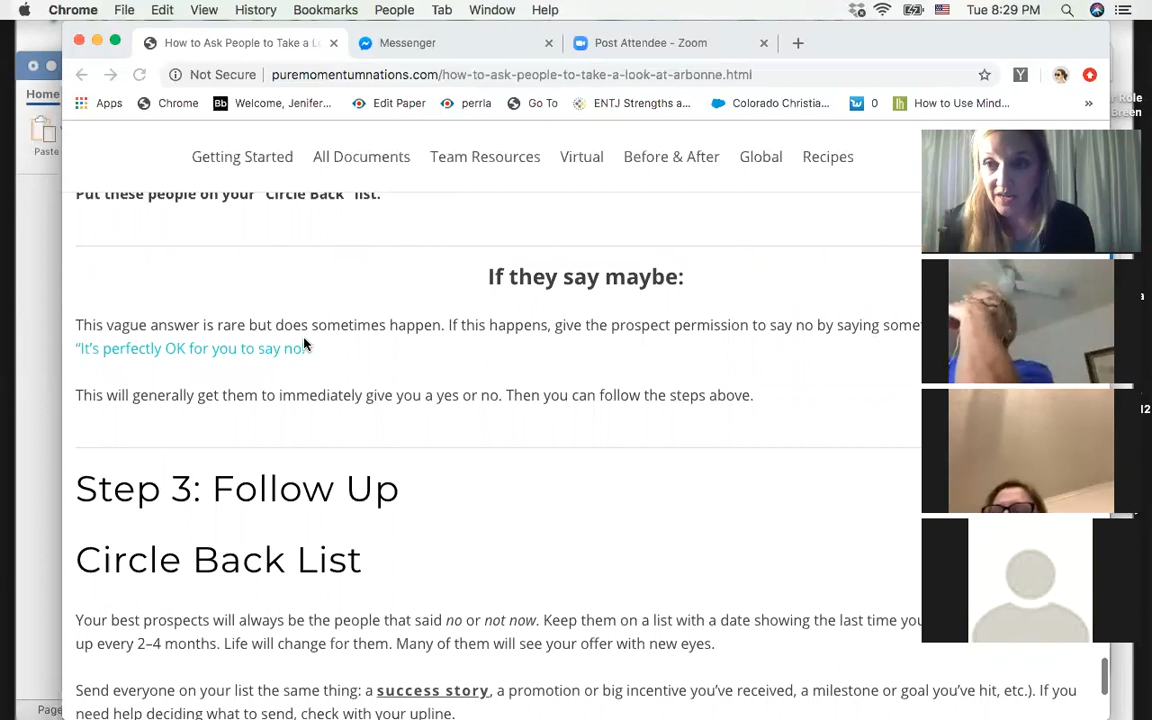 Chrome File Edit View History Bookmarks People Tab Window Help Tue 8:29 PM
How to Ask People to Take a L Messenger Post Attendee - Zoom
Not Secure puremomentumnations.com/how-to-ask-people-to-take-a-look-at-arbonne.html
Home
Apps Chrome Bb Welcome, Jenifer... Edit Paper perrla Go To ENTJ Strengths a... Colorado Christia... 0 How to Use Mind... »
Role
Breen
Paste
Getting Started All Documents Team Resources Virtual Before & After Global Recipes
Put these people on your "Circle Back" list.
If they say maybe:
This vague answer is rare but does sometimes happen. If this happens, give the prospect permission to say no by saying some
“It’s perfectly OK for you to say no
This will generally get them to immediately give you a yes or no. Then you can follow the steps above.
Step 3: Follow Up
Circle Back List
Your best prospects will always be the people that said no or not now. Keep them on a list with a date showing the last time you
up every 2–4 months. Life will change for them. Many of them will see your offer with new eyes.
Send everyone on your list the same thing: a success story, a promotion or big incentive you’ve received, a milestone or goal you’ve hit, etc.). If you
need help deciding what to send, check with your upline.
Page